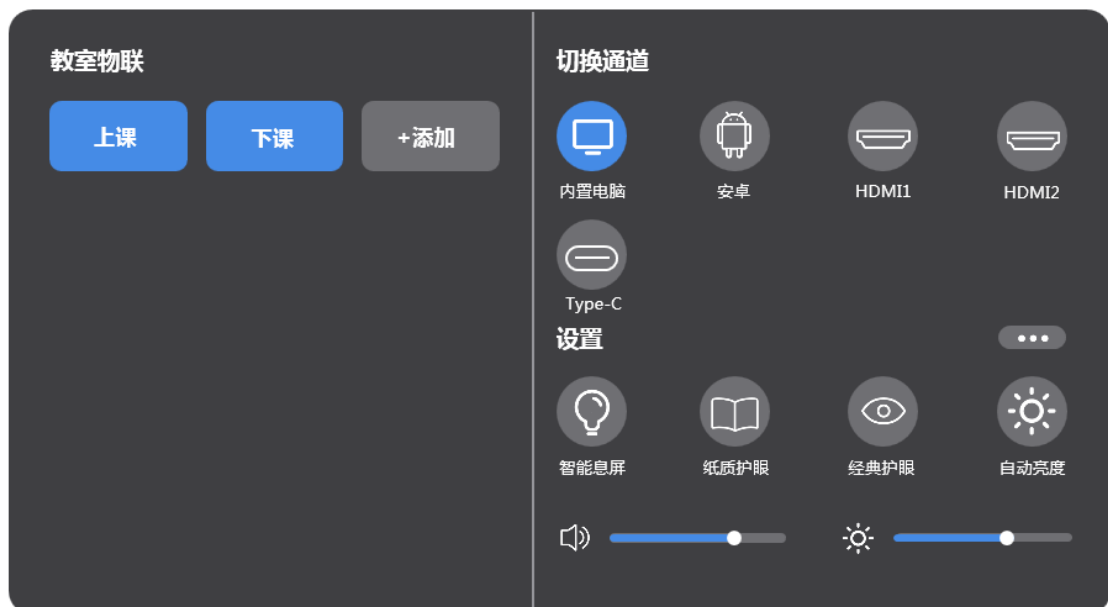 教室物联
上课 下课 +添加
切换通道
内置电脑 安卓 HDMI1 HDMI2
Type-C
设置
智能息屏 纸质护眼 经典护眼 自动亮度